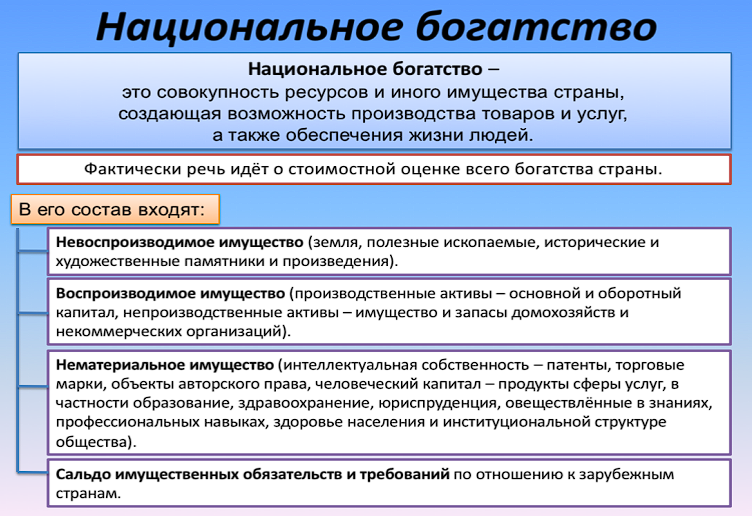 Национальное богатство
Национальное богатство –
это совокупность ресурсов и иного имущества страны,
создающая возможность производства товаров и услуг,
а также обеспечения жизни людей.
Фактически речь идёт о стоимостной оценке всего богатства страны.
В его состав входят:
Невоспроизводимое имущество (земля, полезные ископаемые, исторические и
художественные памятники и произведения).
Воспроизводимое имущество (производственные активы – основной и оборотный
капитал, непроизводственные активы – имущество и запасы домохозяйств и
некоммерческих организаций).
Нематериальное имущество (интеллектуальная собственность – патенты, торговые
марки, объекты авторского права, человеческий капитал – продукты сферы услуг, в
частности образование, здравоохранение, юриспруденция, овеществлённые в знаниях,
профессиональных навыках, здоровье населения и институциональной структуре
общества).
Сальдо имущественных обязательств и требований по отношению к зарубежным
странам.